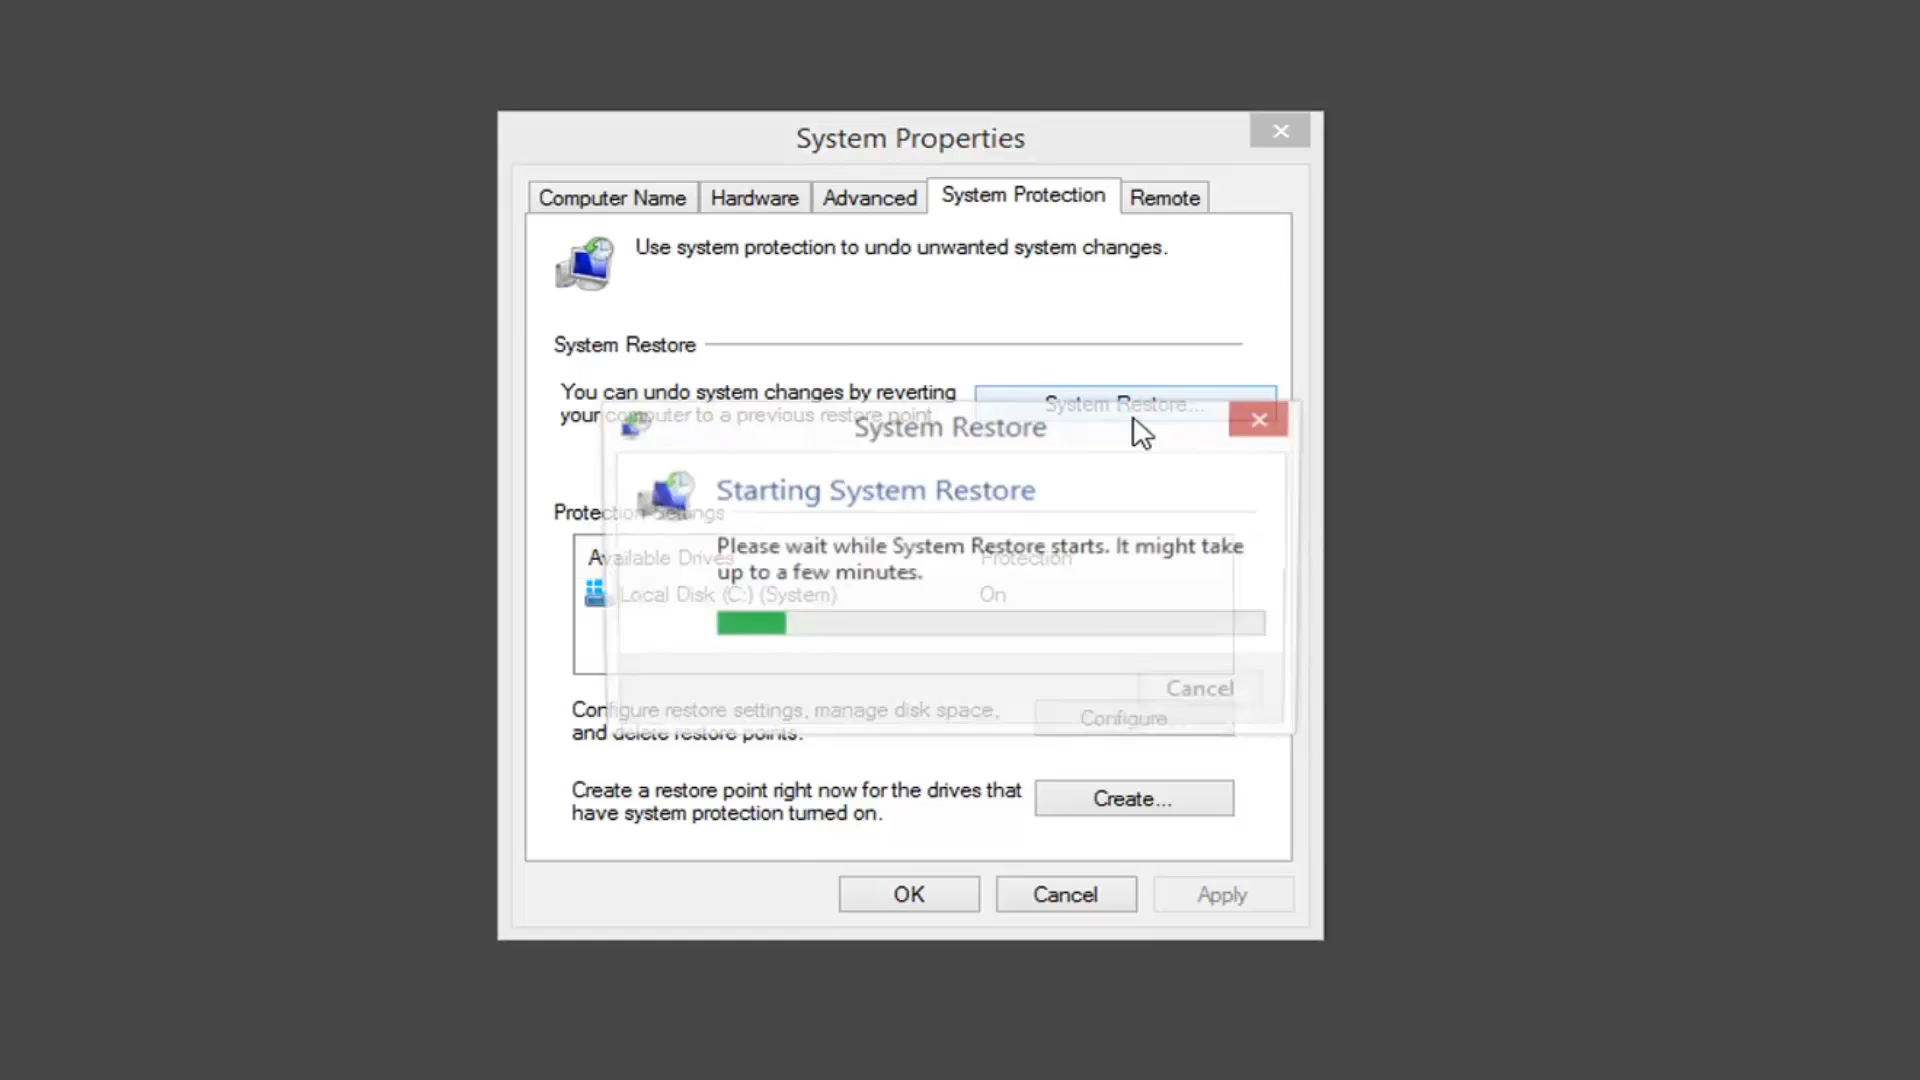 System Properties
Computer Name
Hardware
Advanced
System Protection
Remote
Use system protection to undo unwanted system changes.
System Restore
You can undo system changes by reverting
your computer to a previous restore point.
System Restore...
System Restore
Starting System Restore
Protection Settings
Please wait while System Restore starts. It might take
up to a few minutes.
Available Drives
Protection
Local Disk (C:) (System)
On
Cancel
Configure restore settings, manage disk space,
and delete restore points.
Configure...
Create a restore point right now for the drives that
have system protection turned on.
Create...
OK
Cancel
Apply